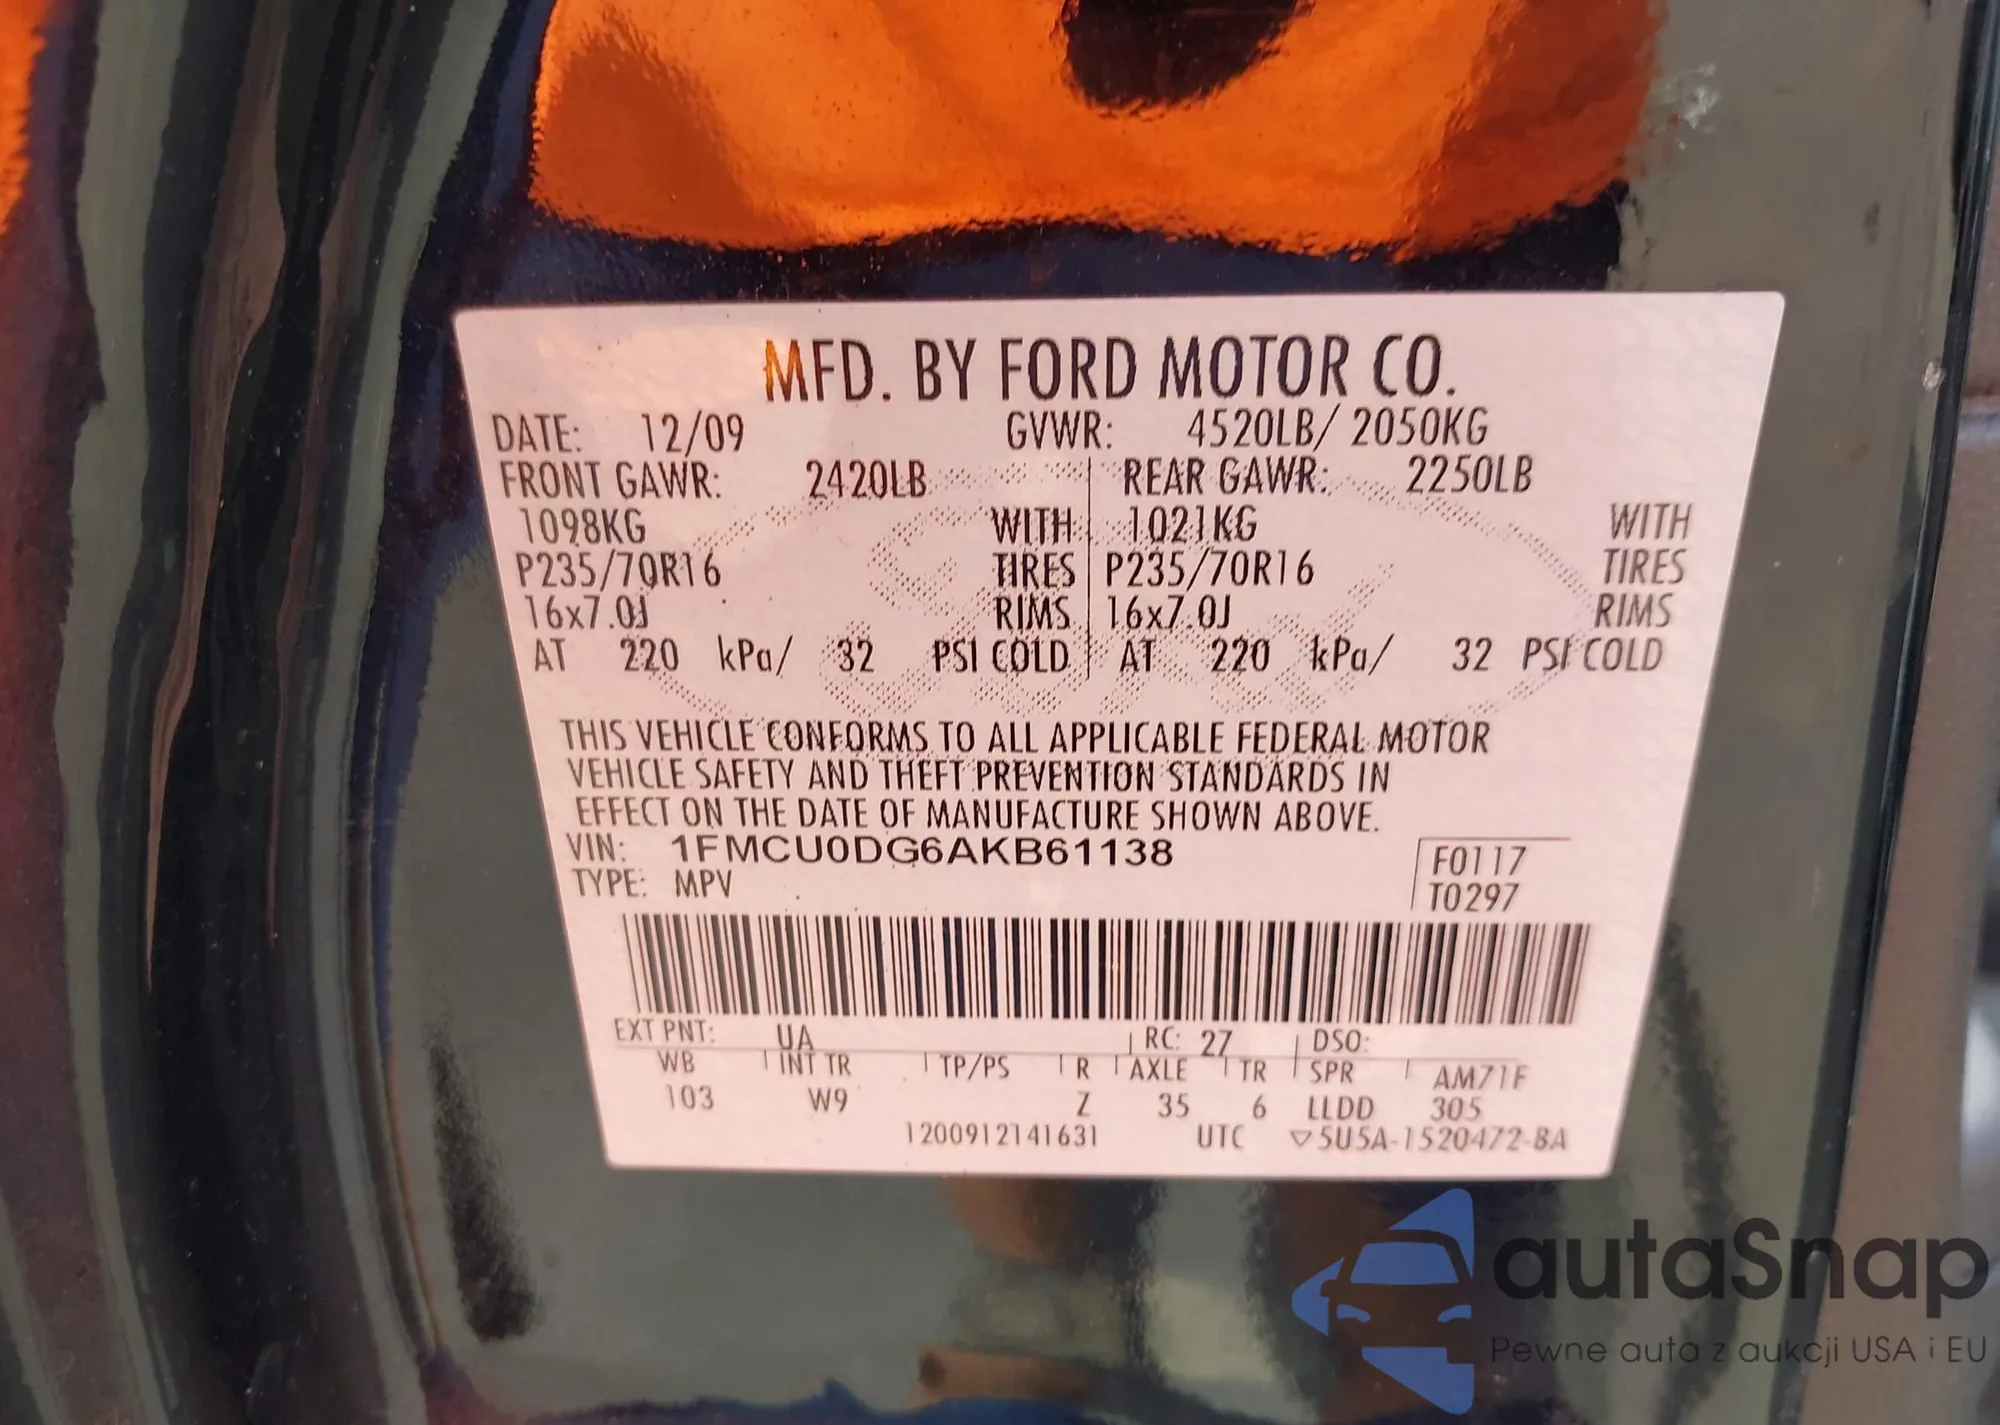 MFD. BY FORD MOTOR CO.
DATE: 12/09 GVWR: 4520LB/ 2050KG
FRONT GAWR: 2420LB REAR GAWR: 2250LB
1098KG WITH 1021KG WITH
P235/70R16 TIRES P235/70R16 TIRES
16x7.0J RIMS 16x7.0J RIMS
AT 220 kPa/ 32 PSI COLD AT 220 kPa/ 32 PSI COLD
THIS VEHICLE CONFORMS TO ALL APPLICABLE FEDERAL MOTOR
VEHICLE SAFETY AND THEFT PREVENTION STANDARDS IN
EFFECT ON THE DATE OF MANUFACTURE SHOWN ABOVE.
VIN: 1FMCU0DG6AKB61138
TYPE: MPV
F0117
T0297
EXT PNT: UA RC: 27 DSO:
WB INT TR TP/PS R AXLE TR SPR AM71F
103 W9 Z 35 6 LLDD 305
1200912141631 UTC ▽5U5A-1520472-BA
autaSnap
Pewne auta z aukcji USA i EU